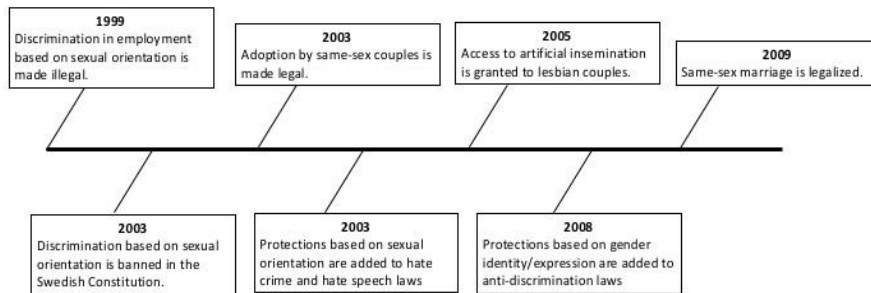 1999
Discrimination in employment
based on sexual orientation is
made illegal.
2003
Adoption by same-sex couples is
made legal.
2005
Access to artificial insemination
is granted to lesbian couples.
2009
Same-sex marriage is legalized.
2003
Discrimination based on sexual
orientation is banned in the
Swedish Constitution.
2003
Protections based on sexual
orientation are added to hate
crime and hate speech laws
2008
Protections based on gender
identity/expression are added to
anti-discrimination laws